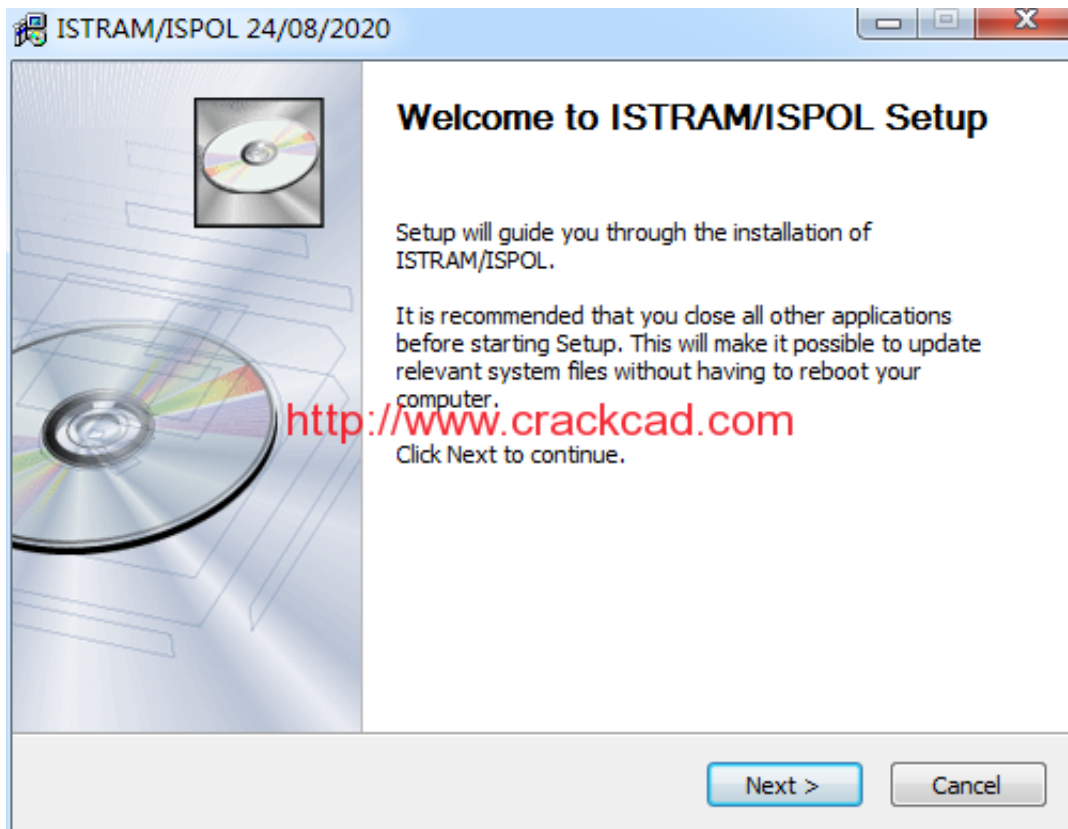 ISTRAM/ISPOL 24/08/2020
Welcome to ISTRAM/ISPOL Setup
Setup will guide you through the installation of
ISTRAM/ISPOL.
It is recommended that you close all other applications
before starting Setup. This will make it possible to update
relevant system files without having to reboot your
computer.
http://www.crackcad.com
Click Next to continue.
Next >
Cancel